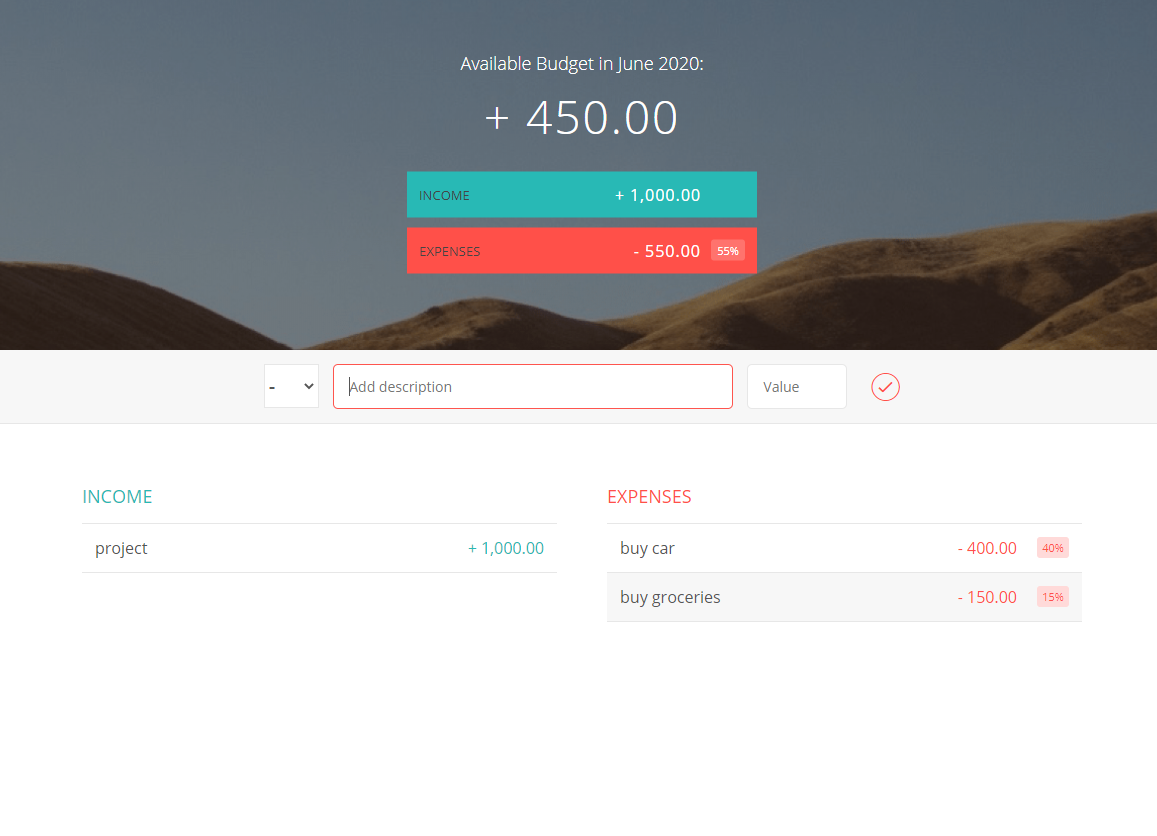 Available Budget in June 2020:
+ 450.00
INCOME + 1,000.00
EXPENSES - 550.00 55%
- Add description Value
INCOME
project + 1,000.00
EXPENSES
buy car - 400.00 40%
buy groceries - 150.00 15%